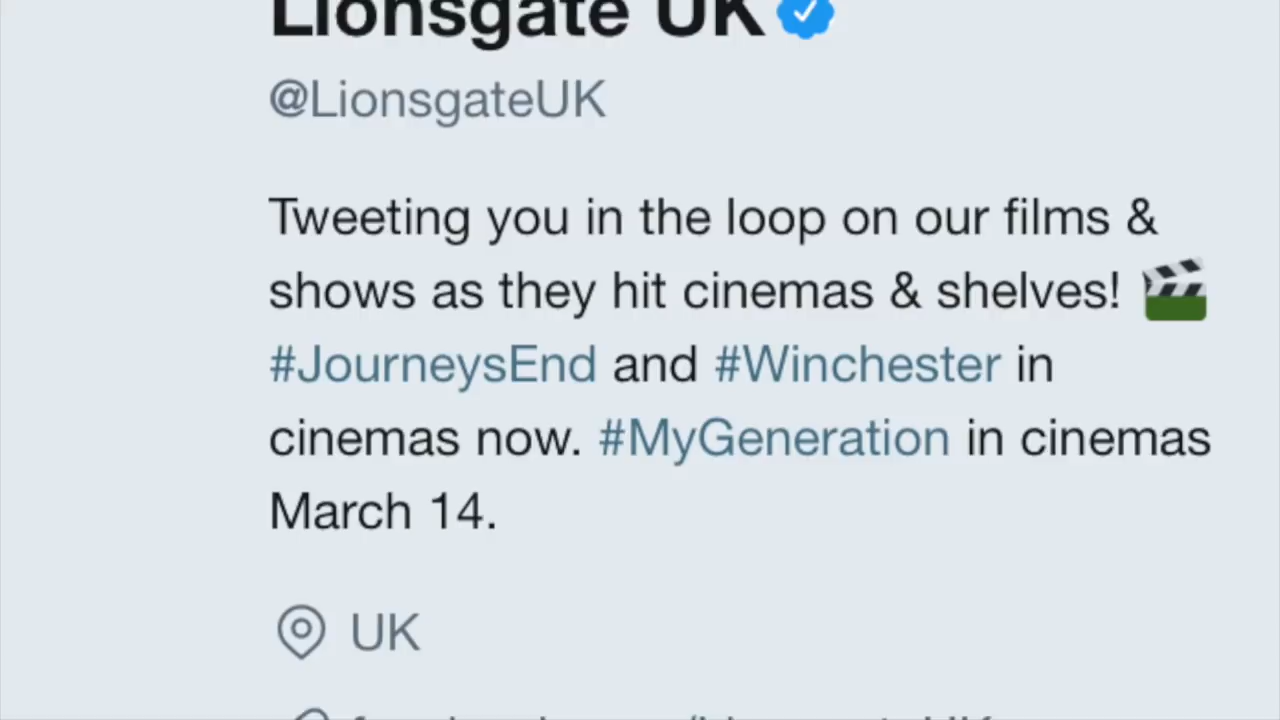 Lionsgate UK
@LionsgateUK
Tweeting you in the loop on our films &
shows as they hit cinemas & shelves! 🎬
#JourneysEnd and #Winchester in
cinemas now. #MyGeneration in cinemas
March 14.
UK